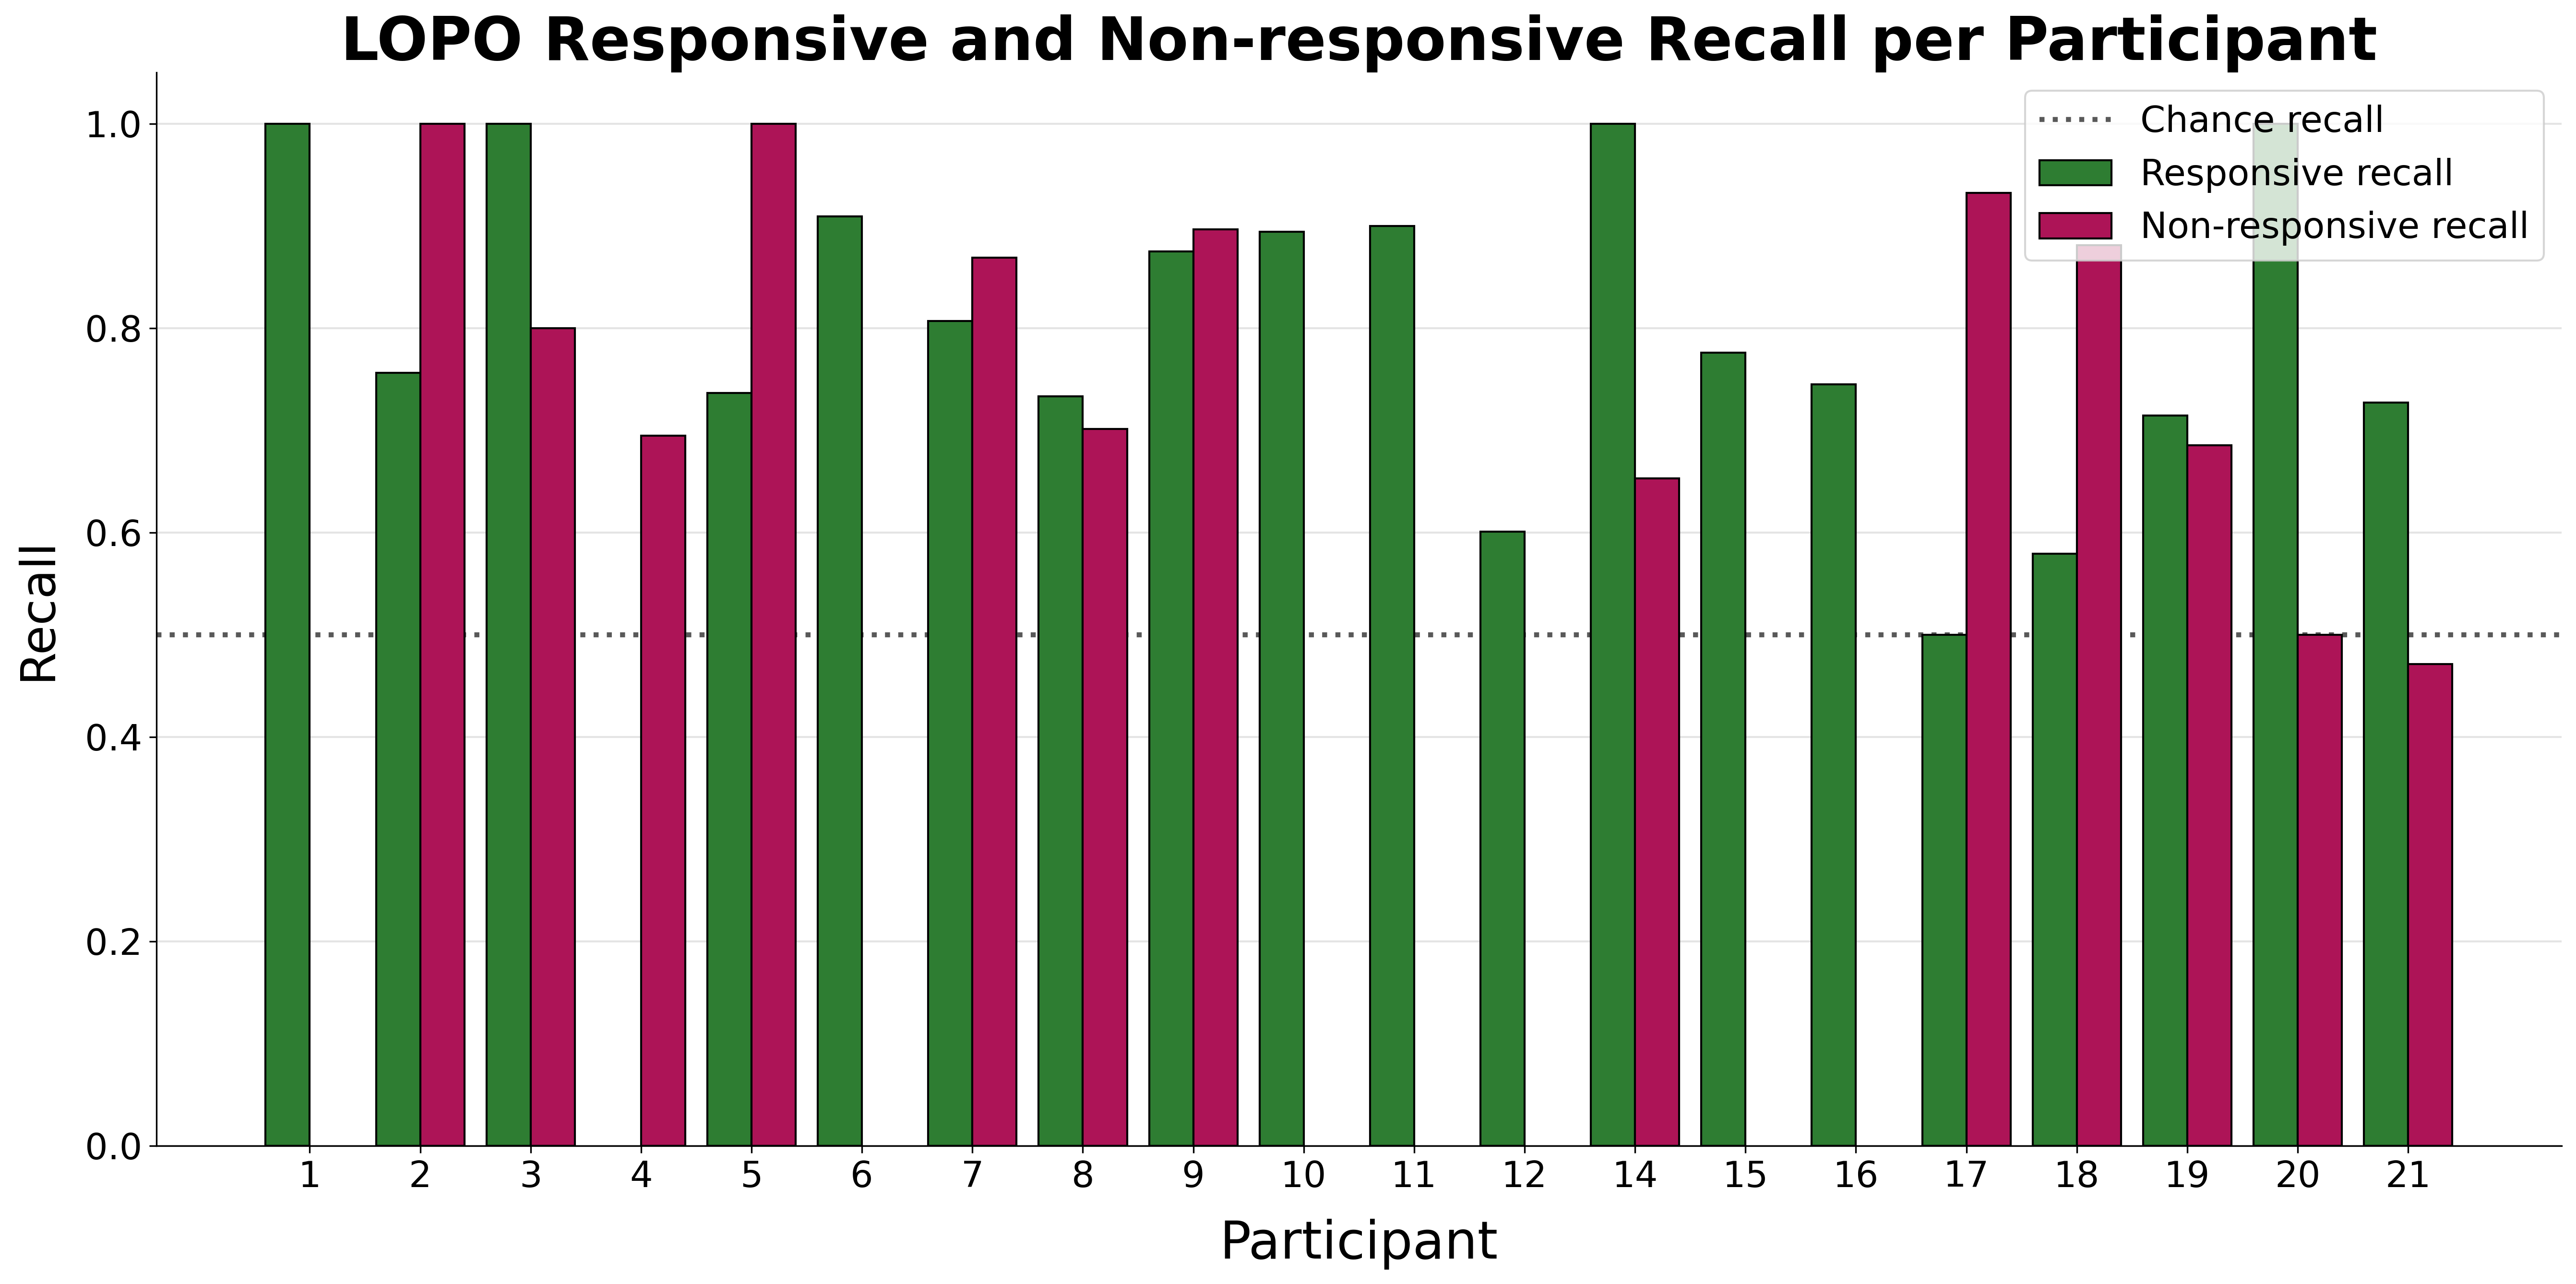 LOPO Responsive and Non-responsive Recall per Participant
Chance recall
Responsive recall
Non-responsive recall
Recall
1.0
0.8
0.6
0.4
0.2
0.0
1 2 3 4 5 6 7 8 9 10 11 12 14 15 16 17 18 19 20 21
Participant